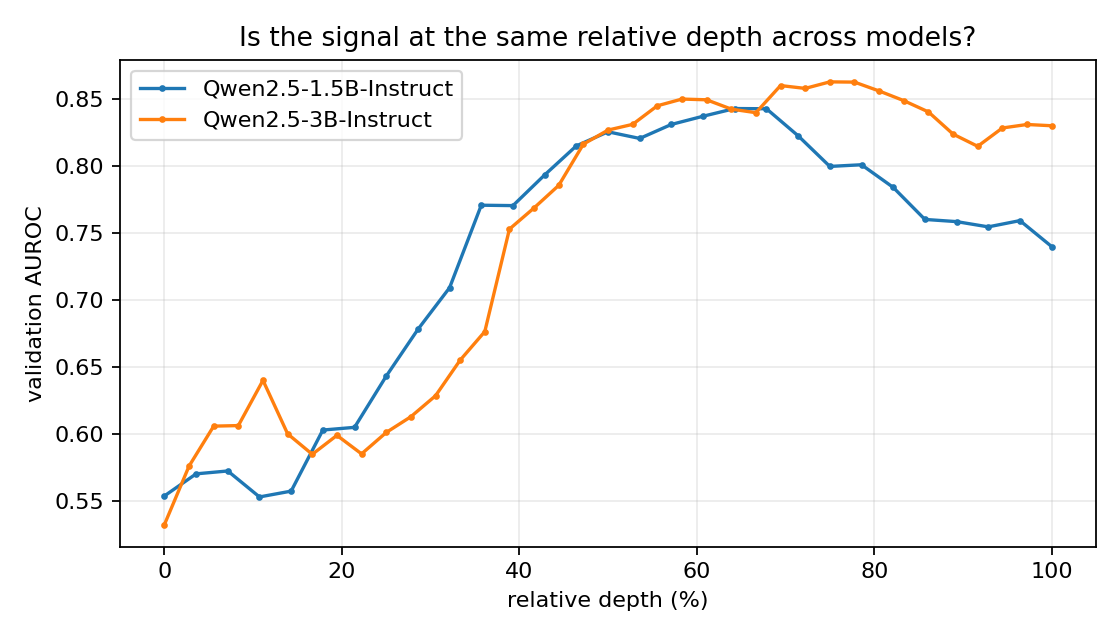 Is the signal at the same relative depth across models?
Qwen2.5-1.5B-Instruct
Qwen2.5-3B-Instruct
validation AUROC
0.85
0.80
0.75
0.70
0.65
0.60
0.55
0 20 40 60 80 100
relative depth (%)